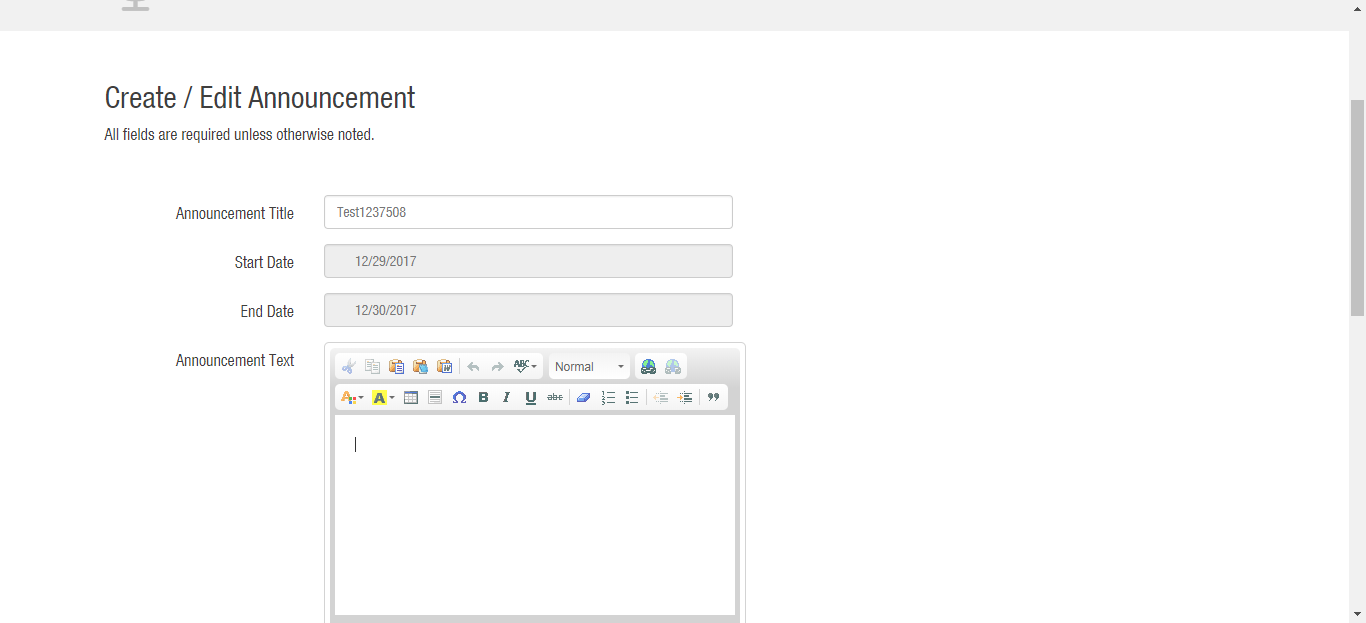 Create / Edit Announcement
All fields are required unless otherwise noted.
Announcement Title
Test1237508
Start Date
12/29/2017
End Date
12/30/2017
Announcement Text
ABC
Normal
A
A
Ω
B
I
U
abc